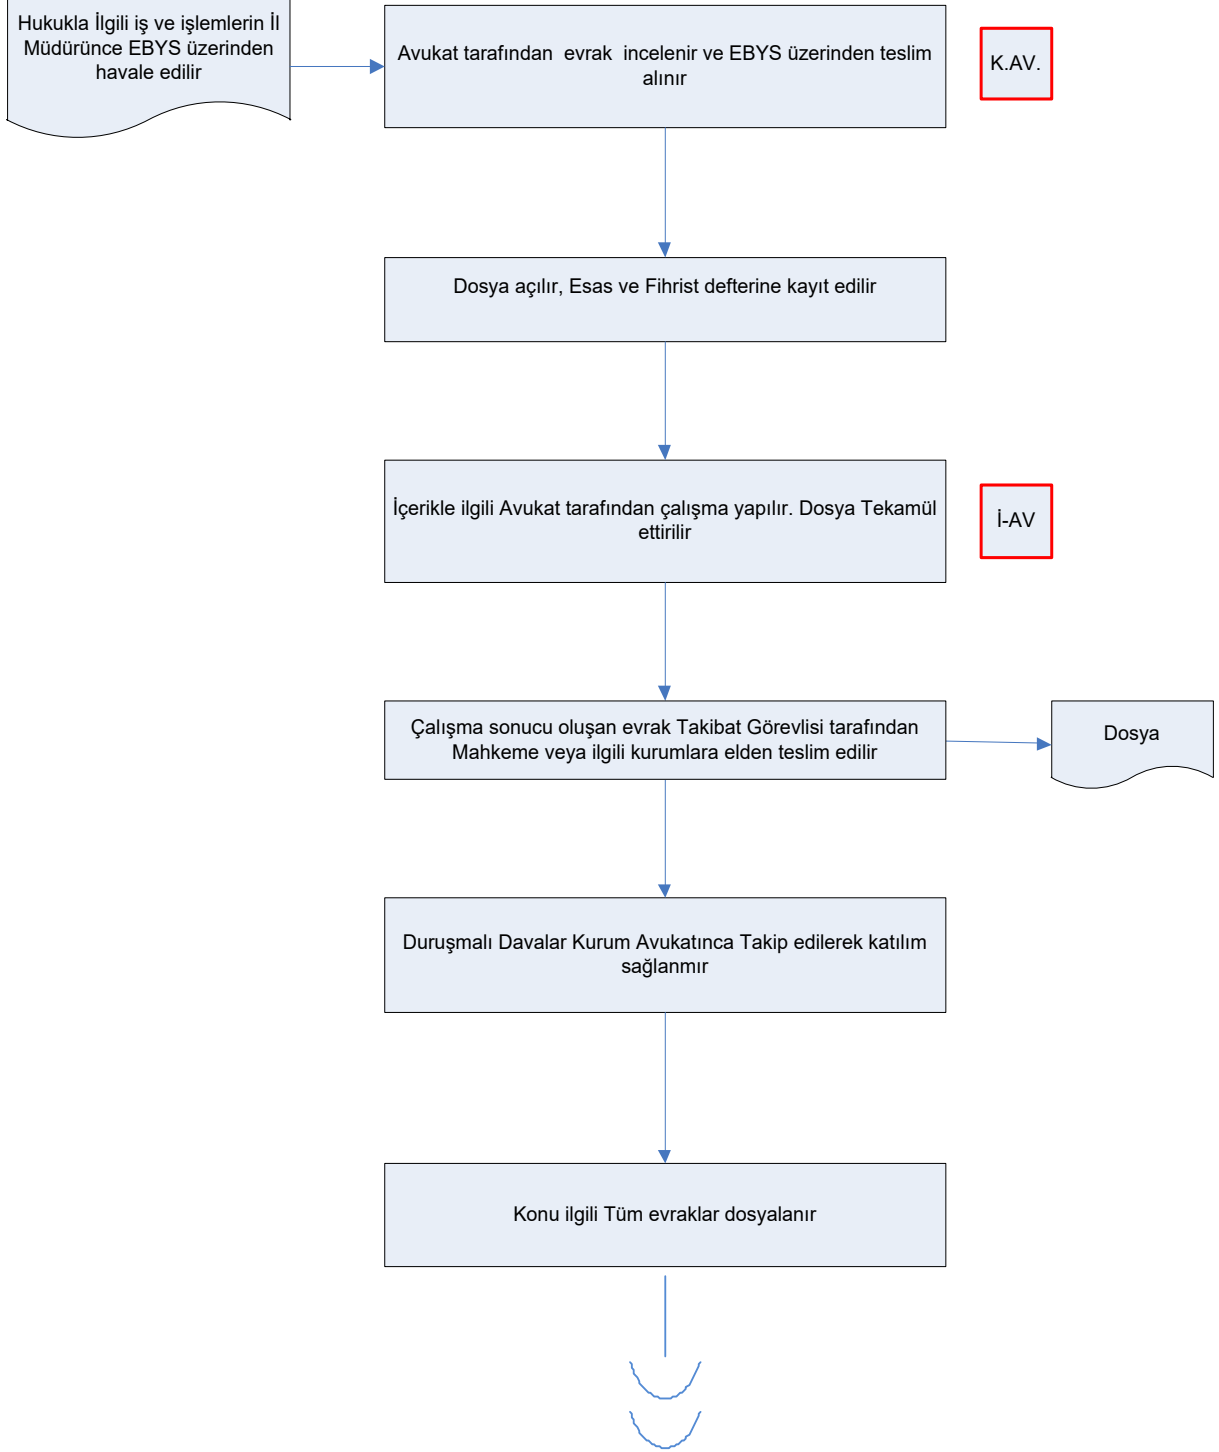 Hukukla İlgili iş ve işlemlerin İl
Müdürünce EBYS üzerinden
havale edilir
Avukat tarafından  evrak  incelenir ve EBYS üzerinden teslim
alınır
K.AV.
Dosya açılır, Esas ve Fihrist defterine kayıt edilir
İçerikle ilgili Avukat tarafından çalışma yapılır. Dosya Tekamül
ettirilir
İ-AV
Çalışma sonucu oluşan evrak Takibat Görevlisi tarafından
Mahkeme veya ilgili kurumlara elden teslim edilir
Dosya
Duruşmalı Davalar Kurum Avukatınca Takip edilerek katılım
sağlanmır
Konu ilgili Tüm evraklar dosyalanır